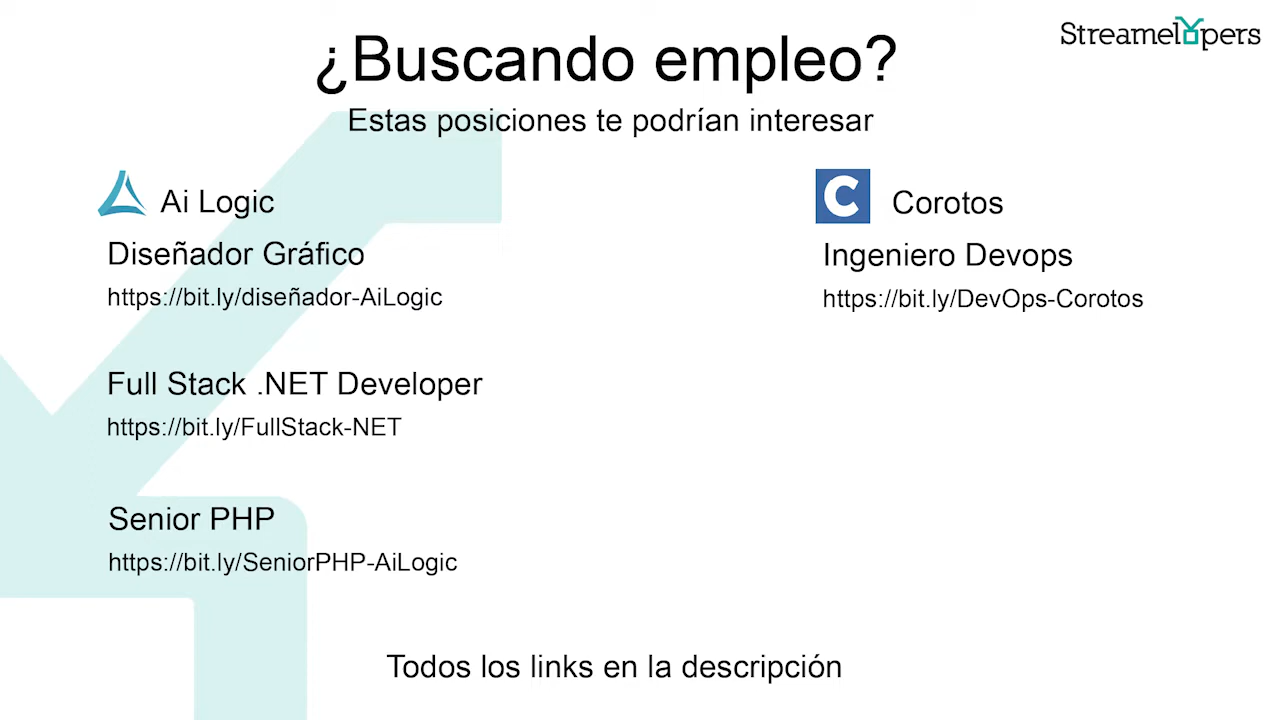 Streamelopers
¿Buscando empleo?
Estas posiciones te podrían interesar
Ai Logic
Diseñador Gráfico
https://bit.ly/diseñador-AiLogic
Full Stack .NET Developer
https://bit.ly/FullStack-NET
Senior PHP
https://bit.ly/SeniorPHP-AiLogic
C Corotos
Ingeniero Devops
https://bit.ly/DevOps-Corotos
Todos los links en la descripción